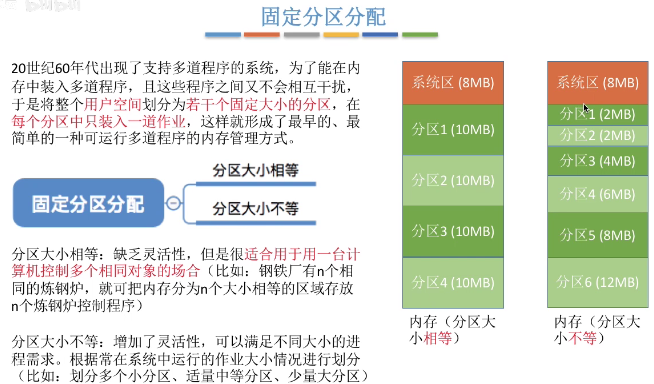 固定分区分配
20世纪60年代出现了支持多道程序的系统，为了能在内
存中装入多道程序，且这些程序之间又不会相互干扰，
于是将整个用户空间划分为若干个固定大小的分区，在
每个分区中只装入一道作业，这样就形成了最早的、最
简单的一种可运行多道程序的内存管理方式。
固定分区分配
分区大小相等
分区大小不等
分区大小相等：缺乏灵活性，但是很适合用于用一台计
算机控制多个相同对象的场合（比如：钢铁厂有n个相
同的炼钢炉，就可把内存分为n个大小相等的区域存放
n个炼钢炉控制程序）
分区大小不等：增加了灵活性，可以满足不同大小的进
程需求。根据常在系统中运行的作业大小情况进行划分
（比如：划分多个小分区、适量中等分区、少量大分区）
系统区 (8MB)
分区1 (10MB)
分区2 (10MB)
分区3 (10MB)
分区4 (10MB)
内存（分区大
小相等）
系统区 (8MB)
分区1 (2MB)
分区2 (2MB)
分区3 (4MB)
分区4 (6MB)
分区5 (8MB)
分区6 (12MB)
内存（分区大
小不等）